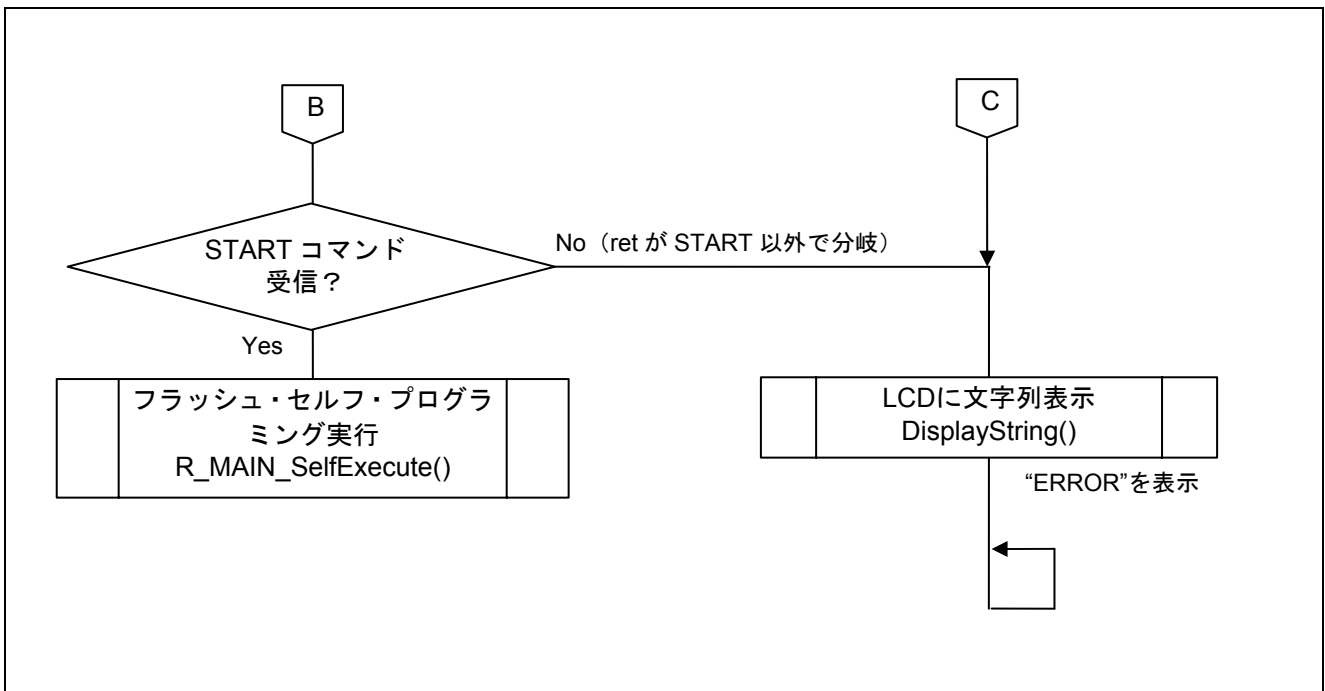 B
C
START コマンド
受信？
No（ret が START 以外で分岐）
Yes
フラッシュ・セルフ・プログラ
ミング実行
R_MAIN_SelfExecute()
LCDに文字列表示
DisplayString()
“ERROR”を表示